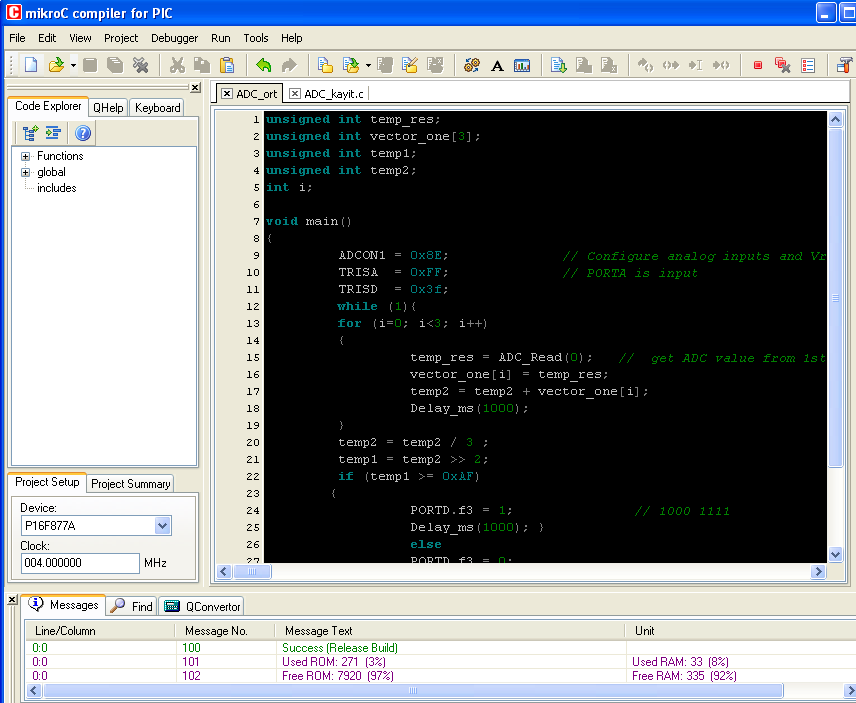 mikroC compiler for PIC
File Edit View Project Debugger Run Tools Help
Code Explorer QHelp Keyboard
Functions
global
includes
ADC_ort ADC_kayit.c
1 unsigned int temp_res;
2 unsigned int vector_one[3];
3 unsigned int temp1;
4 unsigned int temp2;
5 int i;
6
7 void main()
8 {
9 ADCON1 = 0x8E; // Configure analog inputs and Vr
10 TRISA = 0xFF; // PORTA is input
11 TRISD = 0x3f;
12 while (1){
13 for (i=0; i<3; i++)
14 {
15 temp_res = ADC_Read(0); // get ADC value from 1st
16 vector_one[i] = temp_res;
17 temp2 = temp2 + vector_one[i];
18 Delay_ms(1000);
19 }
20 temp2 = temp2 / 3 ;
21 temp1 = temp2 >> 2;
22 if (temp1 >= 0xAF)
23 {
24 PORTD.f3 = 1; // 1000 1111
25 Delay_ms(1000); }
26 else
27 PORTD.f3 = 0;
Project Setup Project Summary
Device:
P16F877A
Clock:
004.000000 MHz
Messages Find QConvertor
Line/Column Message No. Message Text Unit
0:0 100 Success (Release Build)
0:0 101 Used ROM: 271 (3%) Used RAM: 33 (8%)
0:0 102 Free ROM: 7920 (97%) Free RAM: 335 (92%)